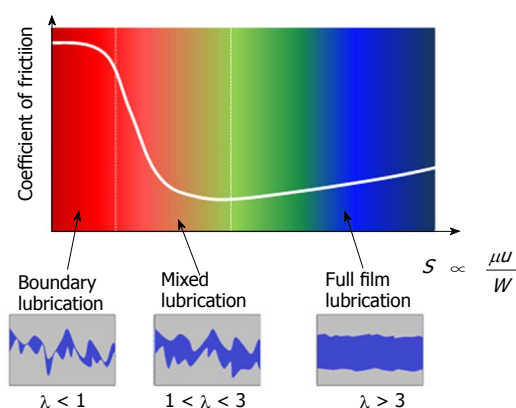 Coefficient of friction
S ∝ μu
W
Boundary
lubrication
Mixed
lubrication
Full film
lubrication
λ < 1
1 < λ < 3
λ > 3